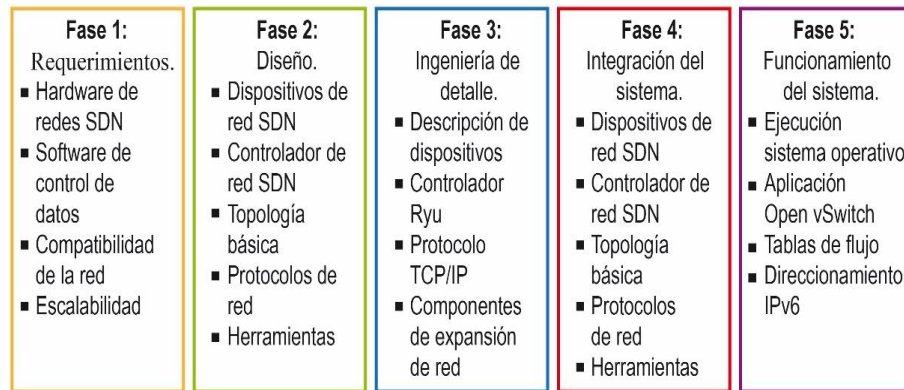 Fase 1:
Requerimientos.
▪ Hardware de
redes SDN
▪ Software de
control de
datos
▪ Compatibilidad
de la red
▪ Escalabilidad
Fase 2:
Diseño.
▪ Dispositivos de
red SDN
▪ Controlador de
red SDN
▪ Topología
básica
▪ Protocolos de
red
▪ Herramientas
Fase 3:
Ingeniería de
detalle.
▪ Descripción de
dispositivos
▪ Controlador
Ryu
▪ Protocolo
TCP/IP
▪ Componentes
de expansión
de red
Fase 4:
Integración del
sistema.
▪ Dispositivos de
red SDN
▪ Controlador de
red SDN
▪ Topología
básica
▪ Protocolos
de red
▪ Herramientas
Fase 5:
Funcionamiento
del sistema.
▪ Ejecución
sistema operativo
▪ Aplicación
Open vSwitch
▪ Tablas de flujo
▪ Direccionamiento
IPv6